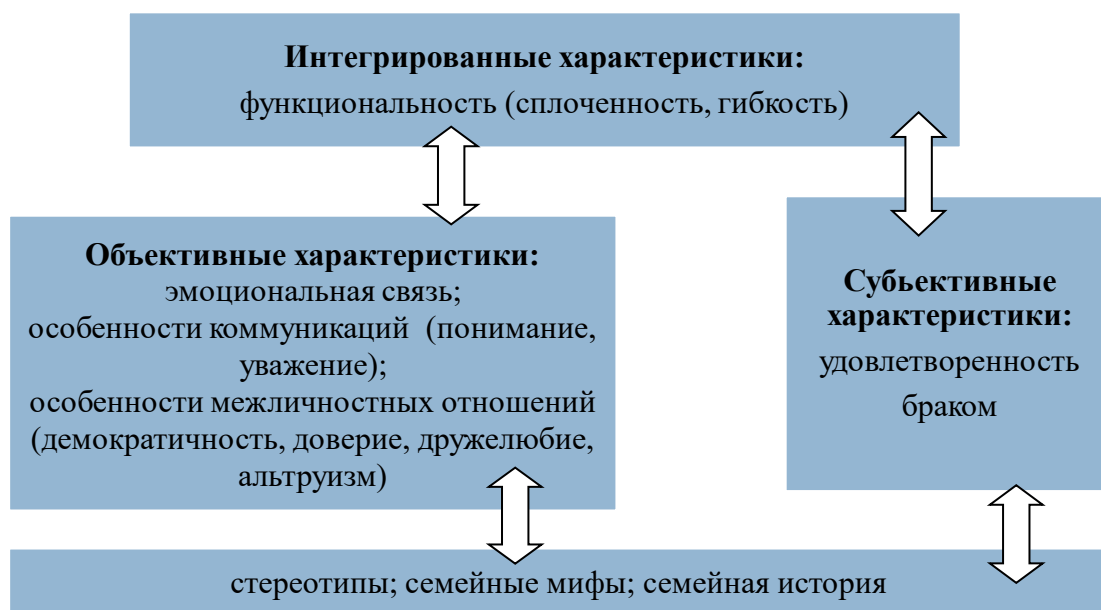 Интегрированные характеристики:
функциональность (сплоченность, гибкость)
Объективные характеристики:
эмоциональная связь;
особенности коммуникаций (понимание,
уважение);
особенности межличностных отношений
(демократичность, доверие, дружелюбие,
альтруизм)
Субьективные
характеристики:
удовлетворенность
браком
стереотипы; семейные мифы; семейная история